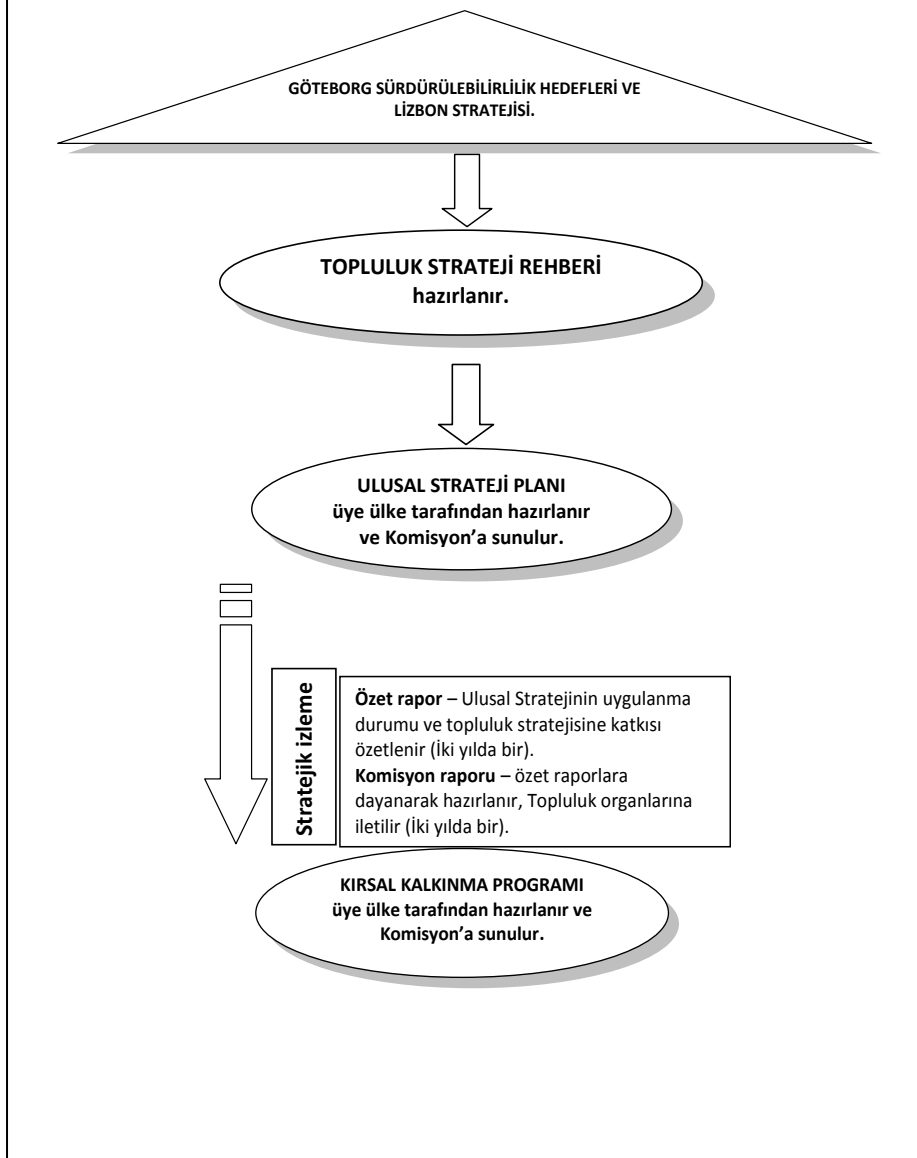 GÖTEBORG SÜRDÜRÜLEBİLİRLİLİK HEDEFLERİ VE
LİZBON STRATEJİSİ.
TOPLULUK STRATEJİ REHBERİ
hazırlanır.
ULUSAL STRATEJİ PLANI
üye ülke tarafından hazırlanır
ve Komisyon’a sunulur.
Stratejik izleme
Özet rapor – Ulusal Stratejinin uygulanma
durumu ve topluluk stratejisine katkısı
özetlenir (İki yılda bir).
Komisyon raporu – özet raporlara
dayanarak hazırlanır, Topluluk organlarına
iletilir (İki yılda bir).
KIRSAL KALKINMA PROGRAMI
üye ülke tarafından hazırlanır ve
Komisyon’a sunulur.